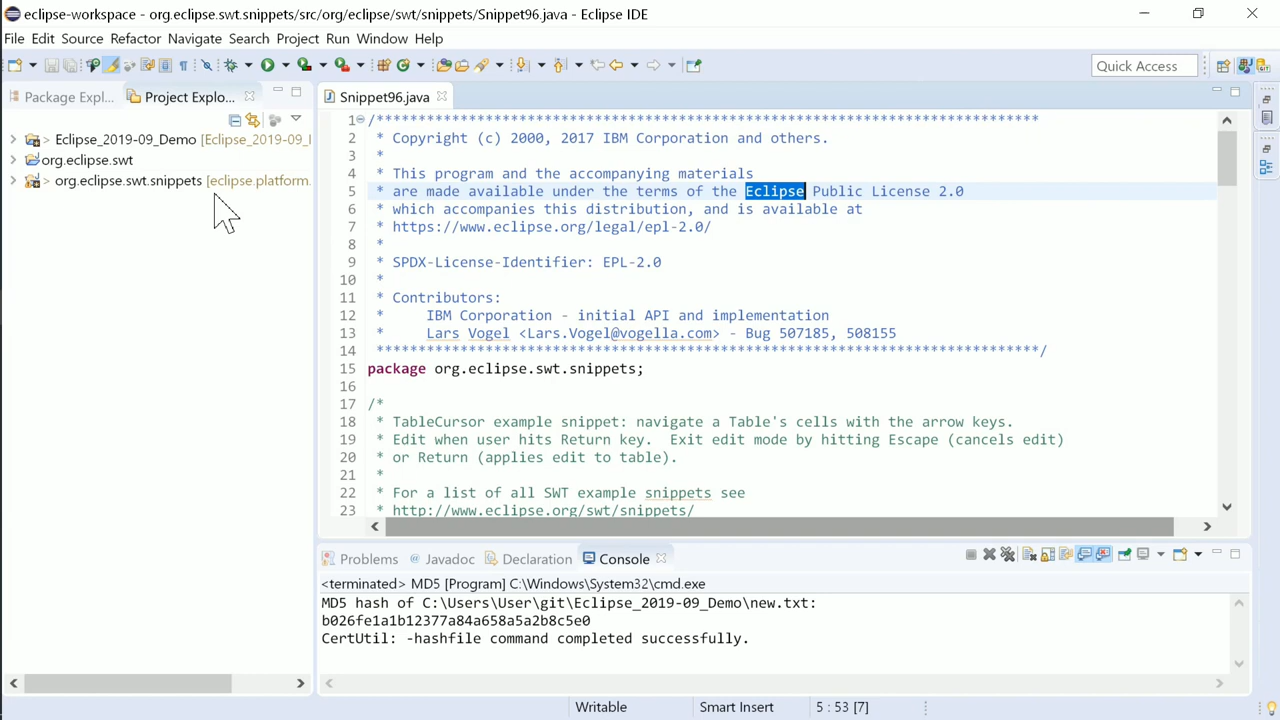 eclipse-workspace - org.eclipse.swt.snippets/src/org/eclipse/swt/snippets/Snippet96.java - Eclipse IDE
File Edit Source Refactor Navigate Search Project Run Window Help
Quick Access
Package Expl...
Project Explo...
Snippet96.java
Eclipse_2019-09_Demo [Eclipse_2019-09_
org.eclipse.swt
org.eclipse.swt.snippets [eclipse.platform.
1 /*******************************************************************************
2 * Copyright (c) 2000, 2017 IBM Corporation and others.
3 *
4 * This program and the accompanying materials
5 * are made available under the terms of the Eclipse Public License 2.0
6 * which accompanies this distribution, and is available at
7 * https://www.eclipse.org/legal/epl-2.0/
8 *
9 * SPDX-License-Identifier: EPL-2.0
10 *
11 * Contributors:
12 * IBM Corporation - initial API and implementation
13 * Lars Vogel <Lars.Vogel@vogella.com> - Bug 507185, 508155
14 *******************************************************************************/
15 package org.eclipse.swt.snippets;
16
17 /*
18 * TableCursor example snippet: navigate a Table's cells with the arrow keys.
19 * Edit when user hits Return key.  Exit edit mode by hitting Escape (cancels edit)
20 * or Return (applies edit to table).
21 *
22 * For a list of all SWT example snippets see
23 * http://www.eclipse.org/swt/snippets/
Problems @ Javadoc Declaration Console
<terminated> MD5 [Program] C:\Windows\System32\cmd.exe
MD5 hash of C:\Users\User\git\Eclipse_2019-09_Demo\new.txt:
b026fe1a1b12377a84a658a5a2b8c5e0
CertUtil: -hashfile command completed successfully.
Writable Smart Insert 5 : 53 [7]